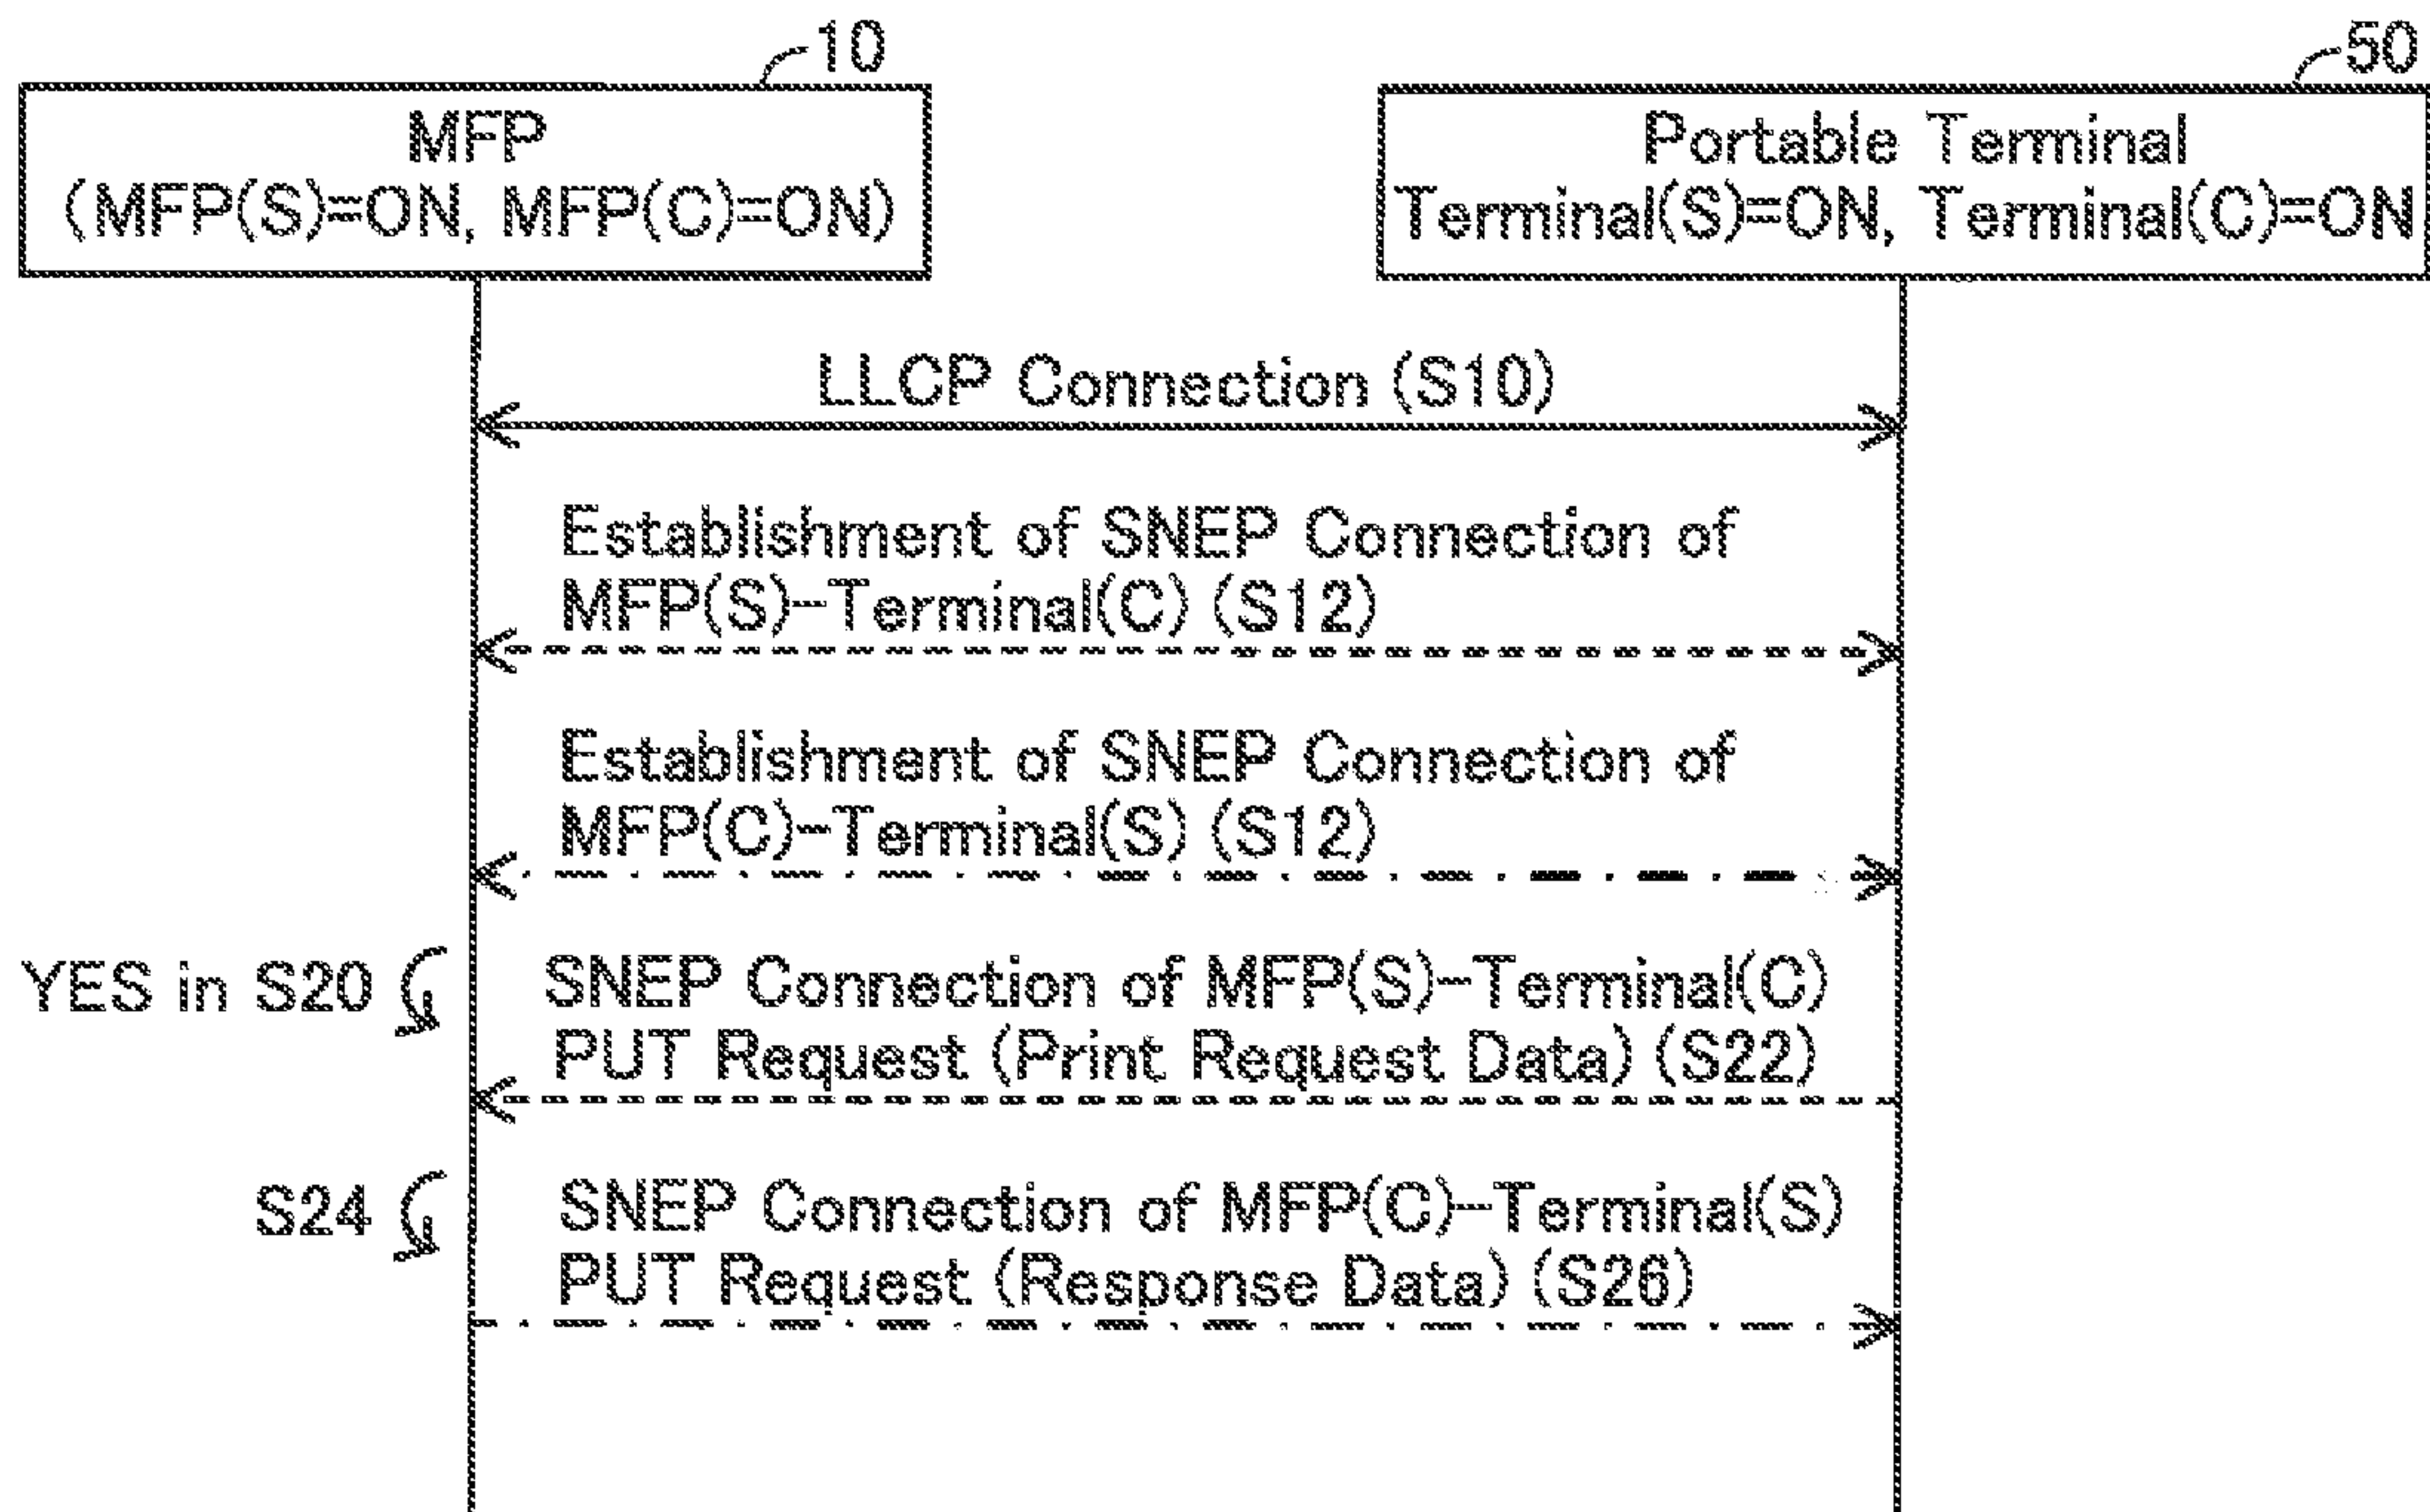 10
50
MFP
(MFP(S)=ON, MFP(C)=ON)
Portable Terminal
Terminal(S)=ON, Terminal(C)=ON
LLCP Connection (S10)
Establishment of SNEP Connection of
MFP(S)-Terminal(C) (S12)
Establishment of SNEP Connection of
MFP(C)-Terminal(S) (S12)
YES in S20
SNEP Connection of MFP(S)-Terminal(C)
PUT Request (Print Request Data) (S22)
S24
SNEP Connection of MFP(C)-Terminal(S)
PUT Request (Response Data) (S26)